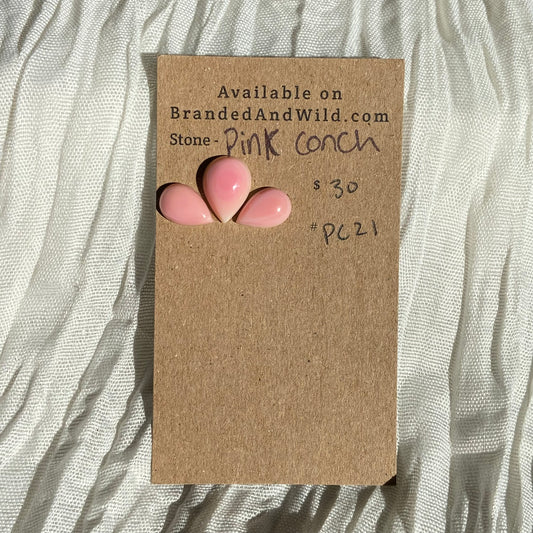 Available on
BrandedAndWild.com
Stone - Pink Conch
$ 30
# PC21